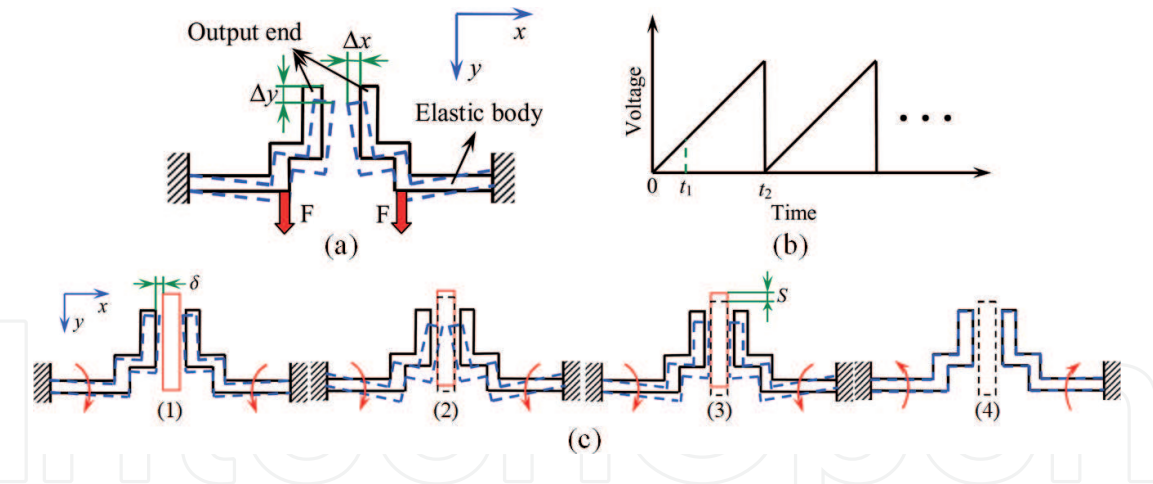 Output end
Δx
x
y
Δy
Elastic body
F
F
(a)
Voltage
0
t₁
t₂
Time
(b)
δ
x
y
S
(1)
(2)
(3)
(4)
(c)